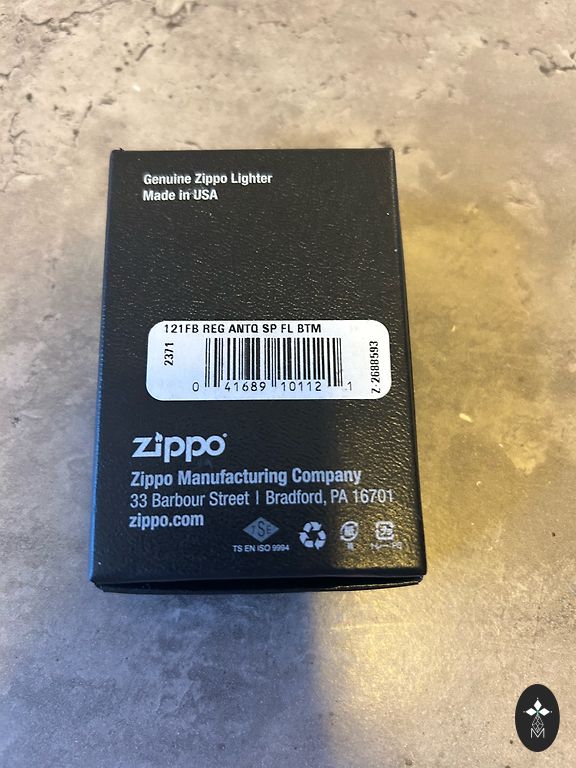 Genuine Zippo Lighter
Made in USA
121FB REG ANTQ SP FL BTM
2371
0 41689 10112 1
Z-2688593
zippo
Zippo Manufacturing Company
33 Barbour Street | Bradford, PA 16701
zippo.com
TSE
TS EN ISO 9994
M